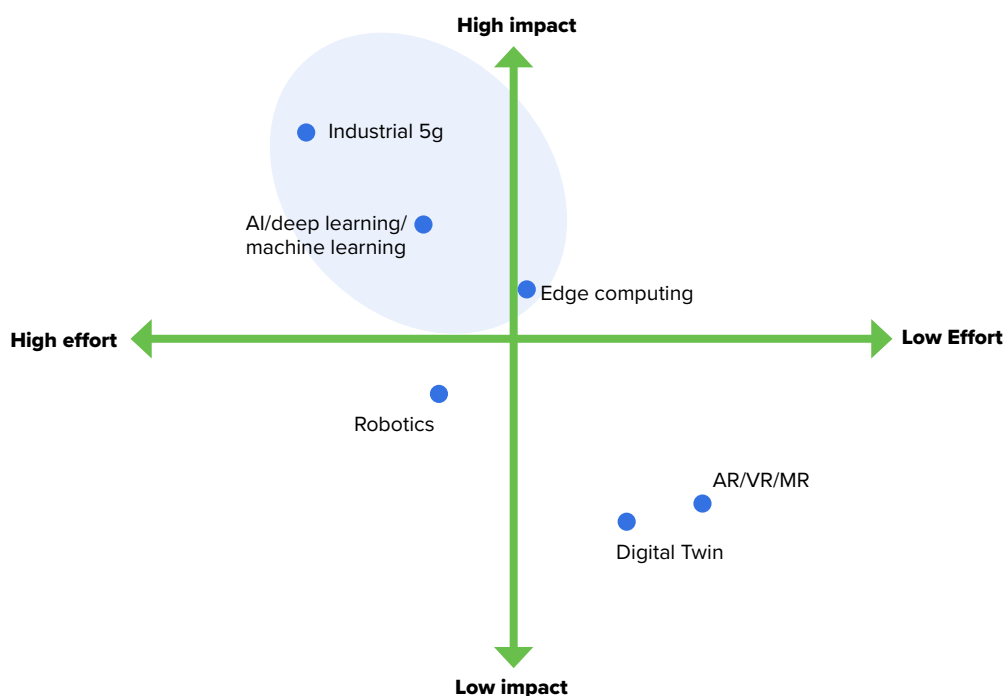 High impact
Industrial 5g
AI/deep learning/
machine learning
Edge computing
High effort
Low Effort
Robotics
AR/VR/MR
Digital Twin
Low impact